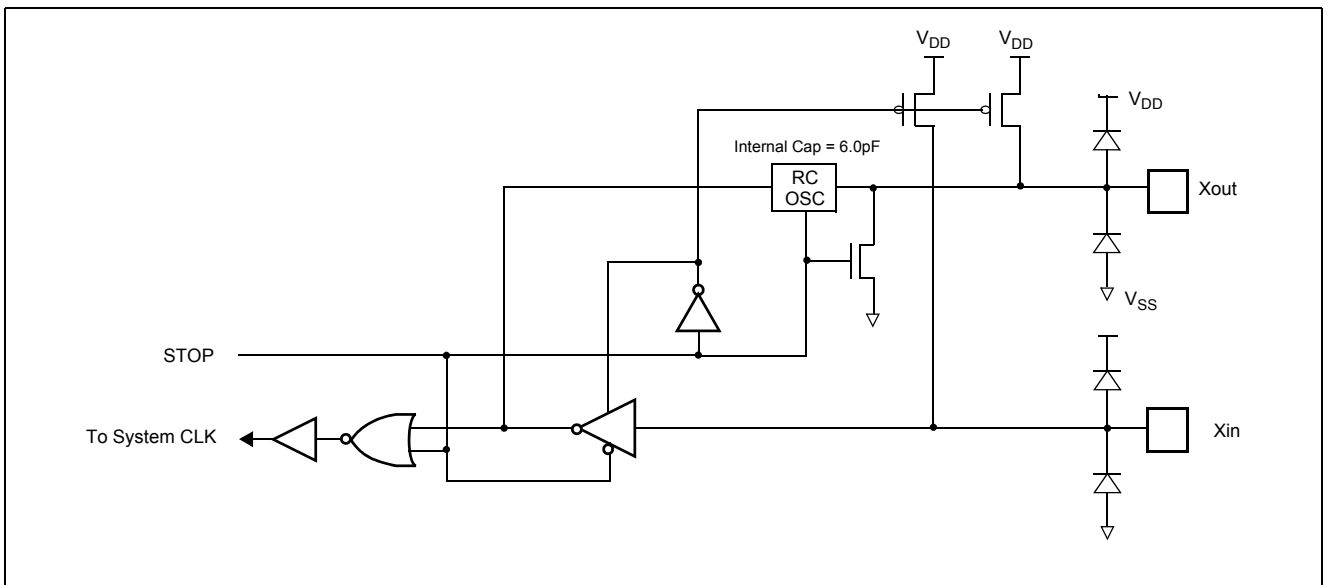 VDD
VDD
VDD
Internal Cap = 6.0pF
RC
OSC
Xout
VSS
STOP
To System CLK
Xin